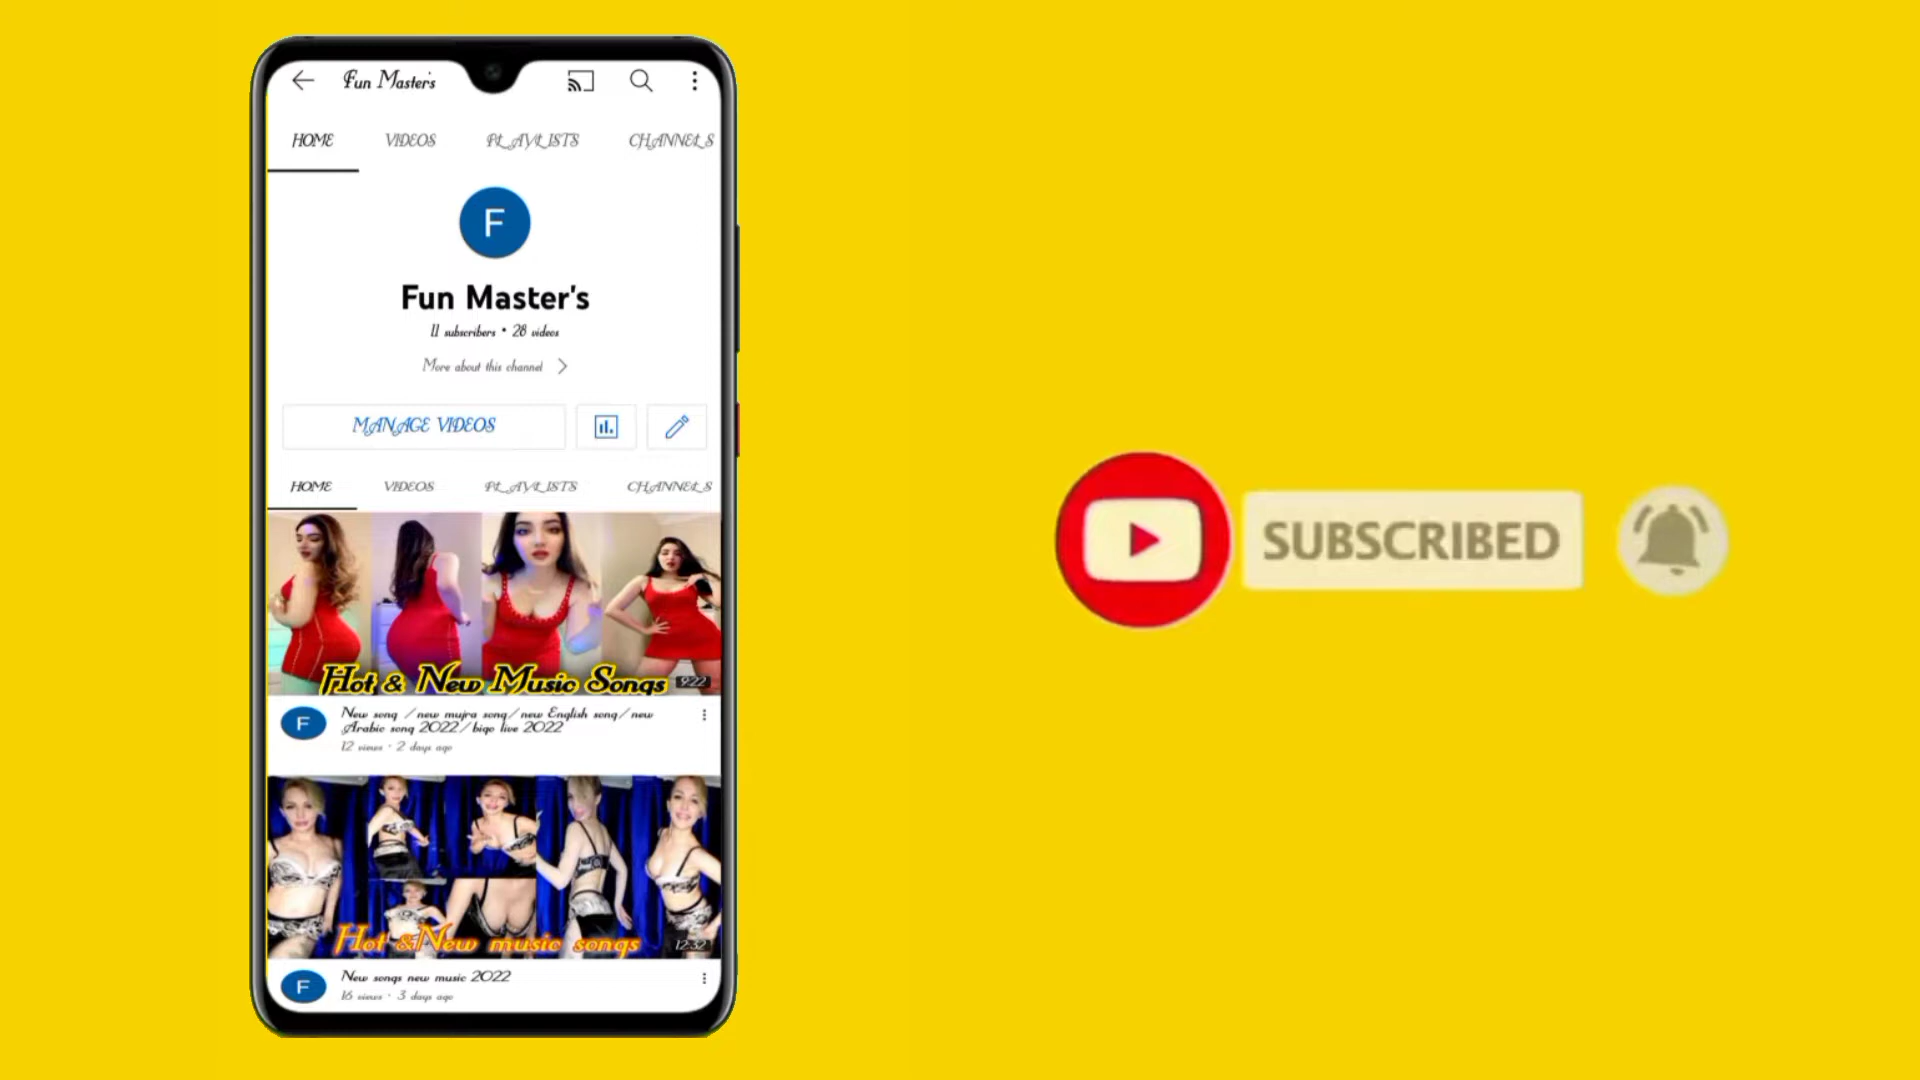 Fun Master's
HOME VIDEOS PLAYLISTS CHANNELS
F
Fun Master's
11 subscribers • 28 videos
More about this channel
MANAGE VIDEOS
HOME VIDEOS PLAYLISTS CHANNELS
Hot & New Music Songs
9:22
F
New song /new mujra song/new English song/new
Arabic song 2022/bigo live 2022
12 views · 2 days ago
Hot &New music songs
12:32
F
New songs new music 2022
16 views · 3 days ago
SUBSCRIBED